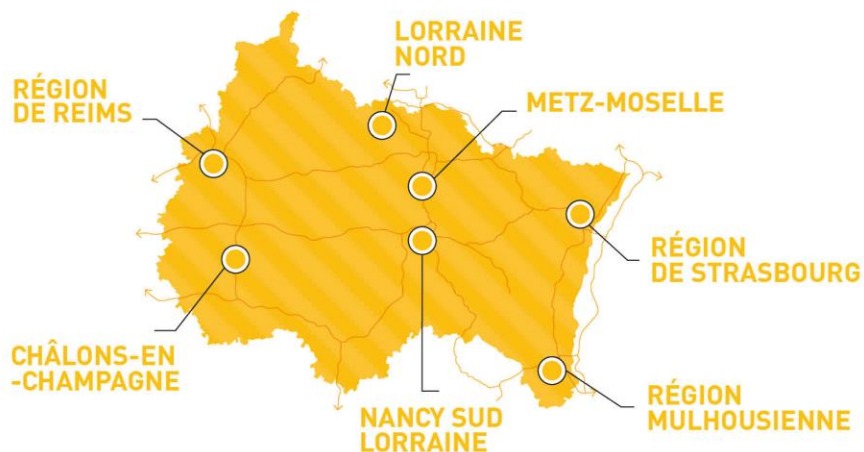 LORRAINE
NORD
RÉGION
DE REIMS
METZ-MOSELLE
RÉGION
DE STRASBOURG
CHÂLONS-EN
-CHAMPAGNE
NANCY SUD
LORRAINE
RÉGION
MULHOUSIENNE